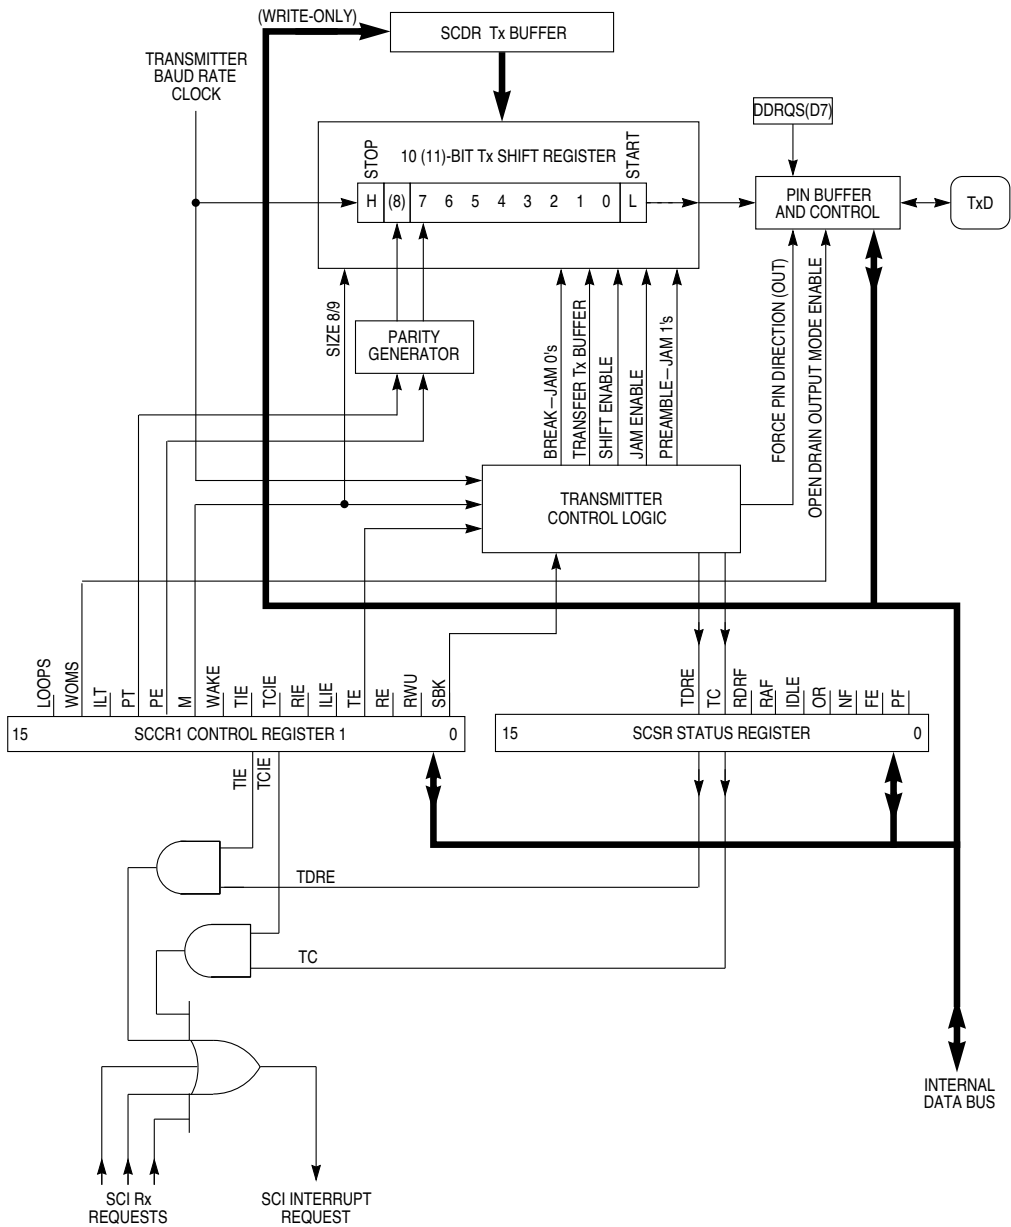 (WRITE-ONLY)
SCDR Tx BUFFER
TRANSMITTER
BAUD RATE
CLOCK
DDRQS(D7)
STOP
10 (11)-BIT Tx SHIFT REGISTER
START
H (8) 7 6 5 4 3 2 1 0 L
PIN BUFFER
AND CONTROL
TxD
SIZE 8/9
PARITY
GENERATOR
BREAK—JAM 0's
TRANSFER Tx BUFFER
SHIFT ENABLE
JAM ENABLE
PREAMBLE—JAM 1's
FORCE PIN DIRECTION (OUT)
OPEN DRAIN OUTPUT MODE ENABLE
TRANSMITTER
CONTROL LOGIC
LOOPS
WOMS
ILT
PT
PE
M
WAKE
TIE
TCIE
RIE
ILIE
TE
RE
RWU
SBK
TDRE
TC
RDRF
RAF
IDLE
OR
NF
FE
PF
15 SCCR1 CONTROL REGISTER 1 0
15 SCSR STATUS REGISTER 0
TIE
TCIE
TDRE
TC
INTERNAL
DATA BUS
SCI Rx
REQUESTS
SCI INTERRUPT
REQUEST